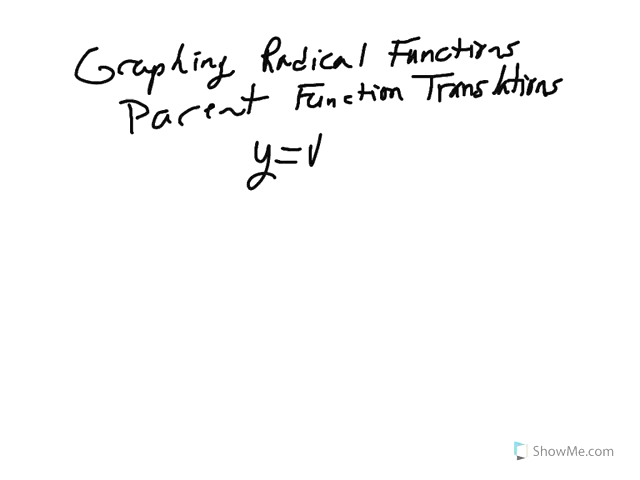 Graphing Radical Functions
Parent Function Translations
y=√
ShowMe.com